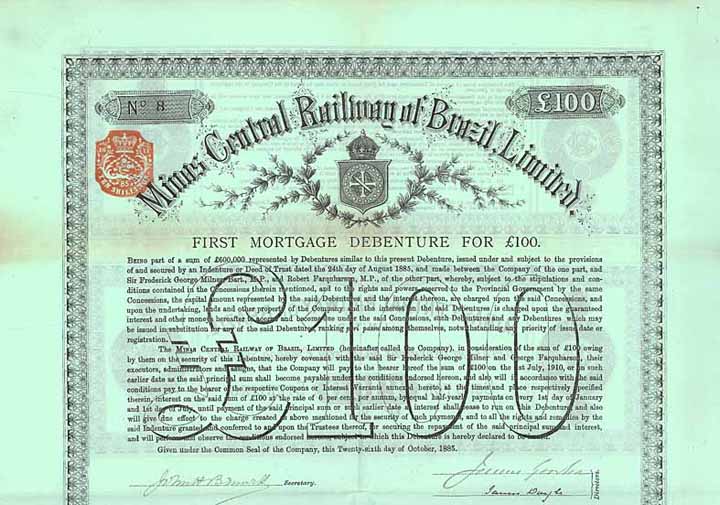 No 8
£100
Minas Central Railway of Brazil, Limited.
TEN SHILLINGS
FIRST MORTGAGE DEBENTURE FOR £100.
BEING part of a sum of £600,000 represented by Debentures similar to this present Debenture, issued under and subject to the provisions
of and secured by an Indenture or Deed of Trust dated the 24th day of August 1885, and made between the Company of the one part, and
Sir Frederick George Milner Bart., M.P., and Robert Farquharson, M.P., of the other part, whereby, subject to the stipulations and con-
ditions contained in the Concessions therein mentioned, and to the rights and powers reserved to the Provincial Government by the same
Concessions, the capital amount represented by the said Debentures and the interest thereon, are charged upon the said Concessions, and
upon the undertaking, lands and other property of the Company and the interest on the said Debentures is charged upon the guaranteed
interest and other moneys hereafter to accrue and become due under the said Concessions, such Debentures and any Debentures which may
be issued in substitution for any of the said Debentures, ranking pari passu among themselves, notwithstanding any priority of issue date or
registration.
The MINAS CENTRAL RAILWAY OF BRAZIL, LIMITED (hereinafter called the Company), in consideration of the sum of £100 owing
by them on the security of this Debenture, hereby covenant with the said Sir Frederick George Milner and George Farquharson, their
executors, administrators and assigns, that the Company will pay to the bearer hereof the sum of £100 on the 1st July, 1910, or at such
earlier date as the said principal sum shall become payable under the conditions endorsed hereon, and also will in accordance with the said
conditions pay to the bearer of the respective Coupons or Interest Warrants annexed hereto, at the times and place respectively specified
therein, interest on the said sum of £100 at the rate of 6 per cent. per annum, by equal half-yearly payments on every 1st day of January
and 1st day of July, until payment of the said principal sum or such earlier date as interest shall cease to run on this Debenture, and also
will give due effect to the charge created as above mentioned for the security of such payment and to all the rights and remedies by the
said Indenture granted and conferred to and upon the Trustees thereof, for securing the repayment of the said principal sum and interest,
and will perform and observe the conditions endorsed hereon subject to which this Debenture is hereby declared to be held.
£100
Given under the Common Seal of the Company, this Twenty-sixth day of October, 1885.
Secretary.
Directors.